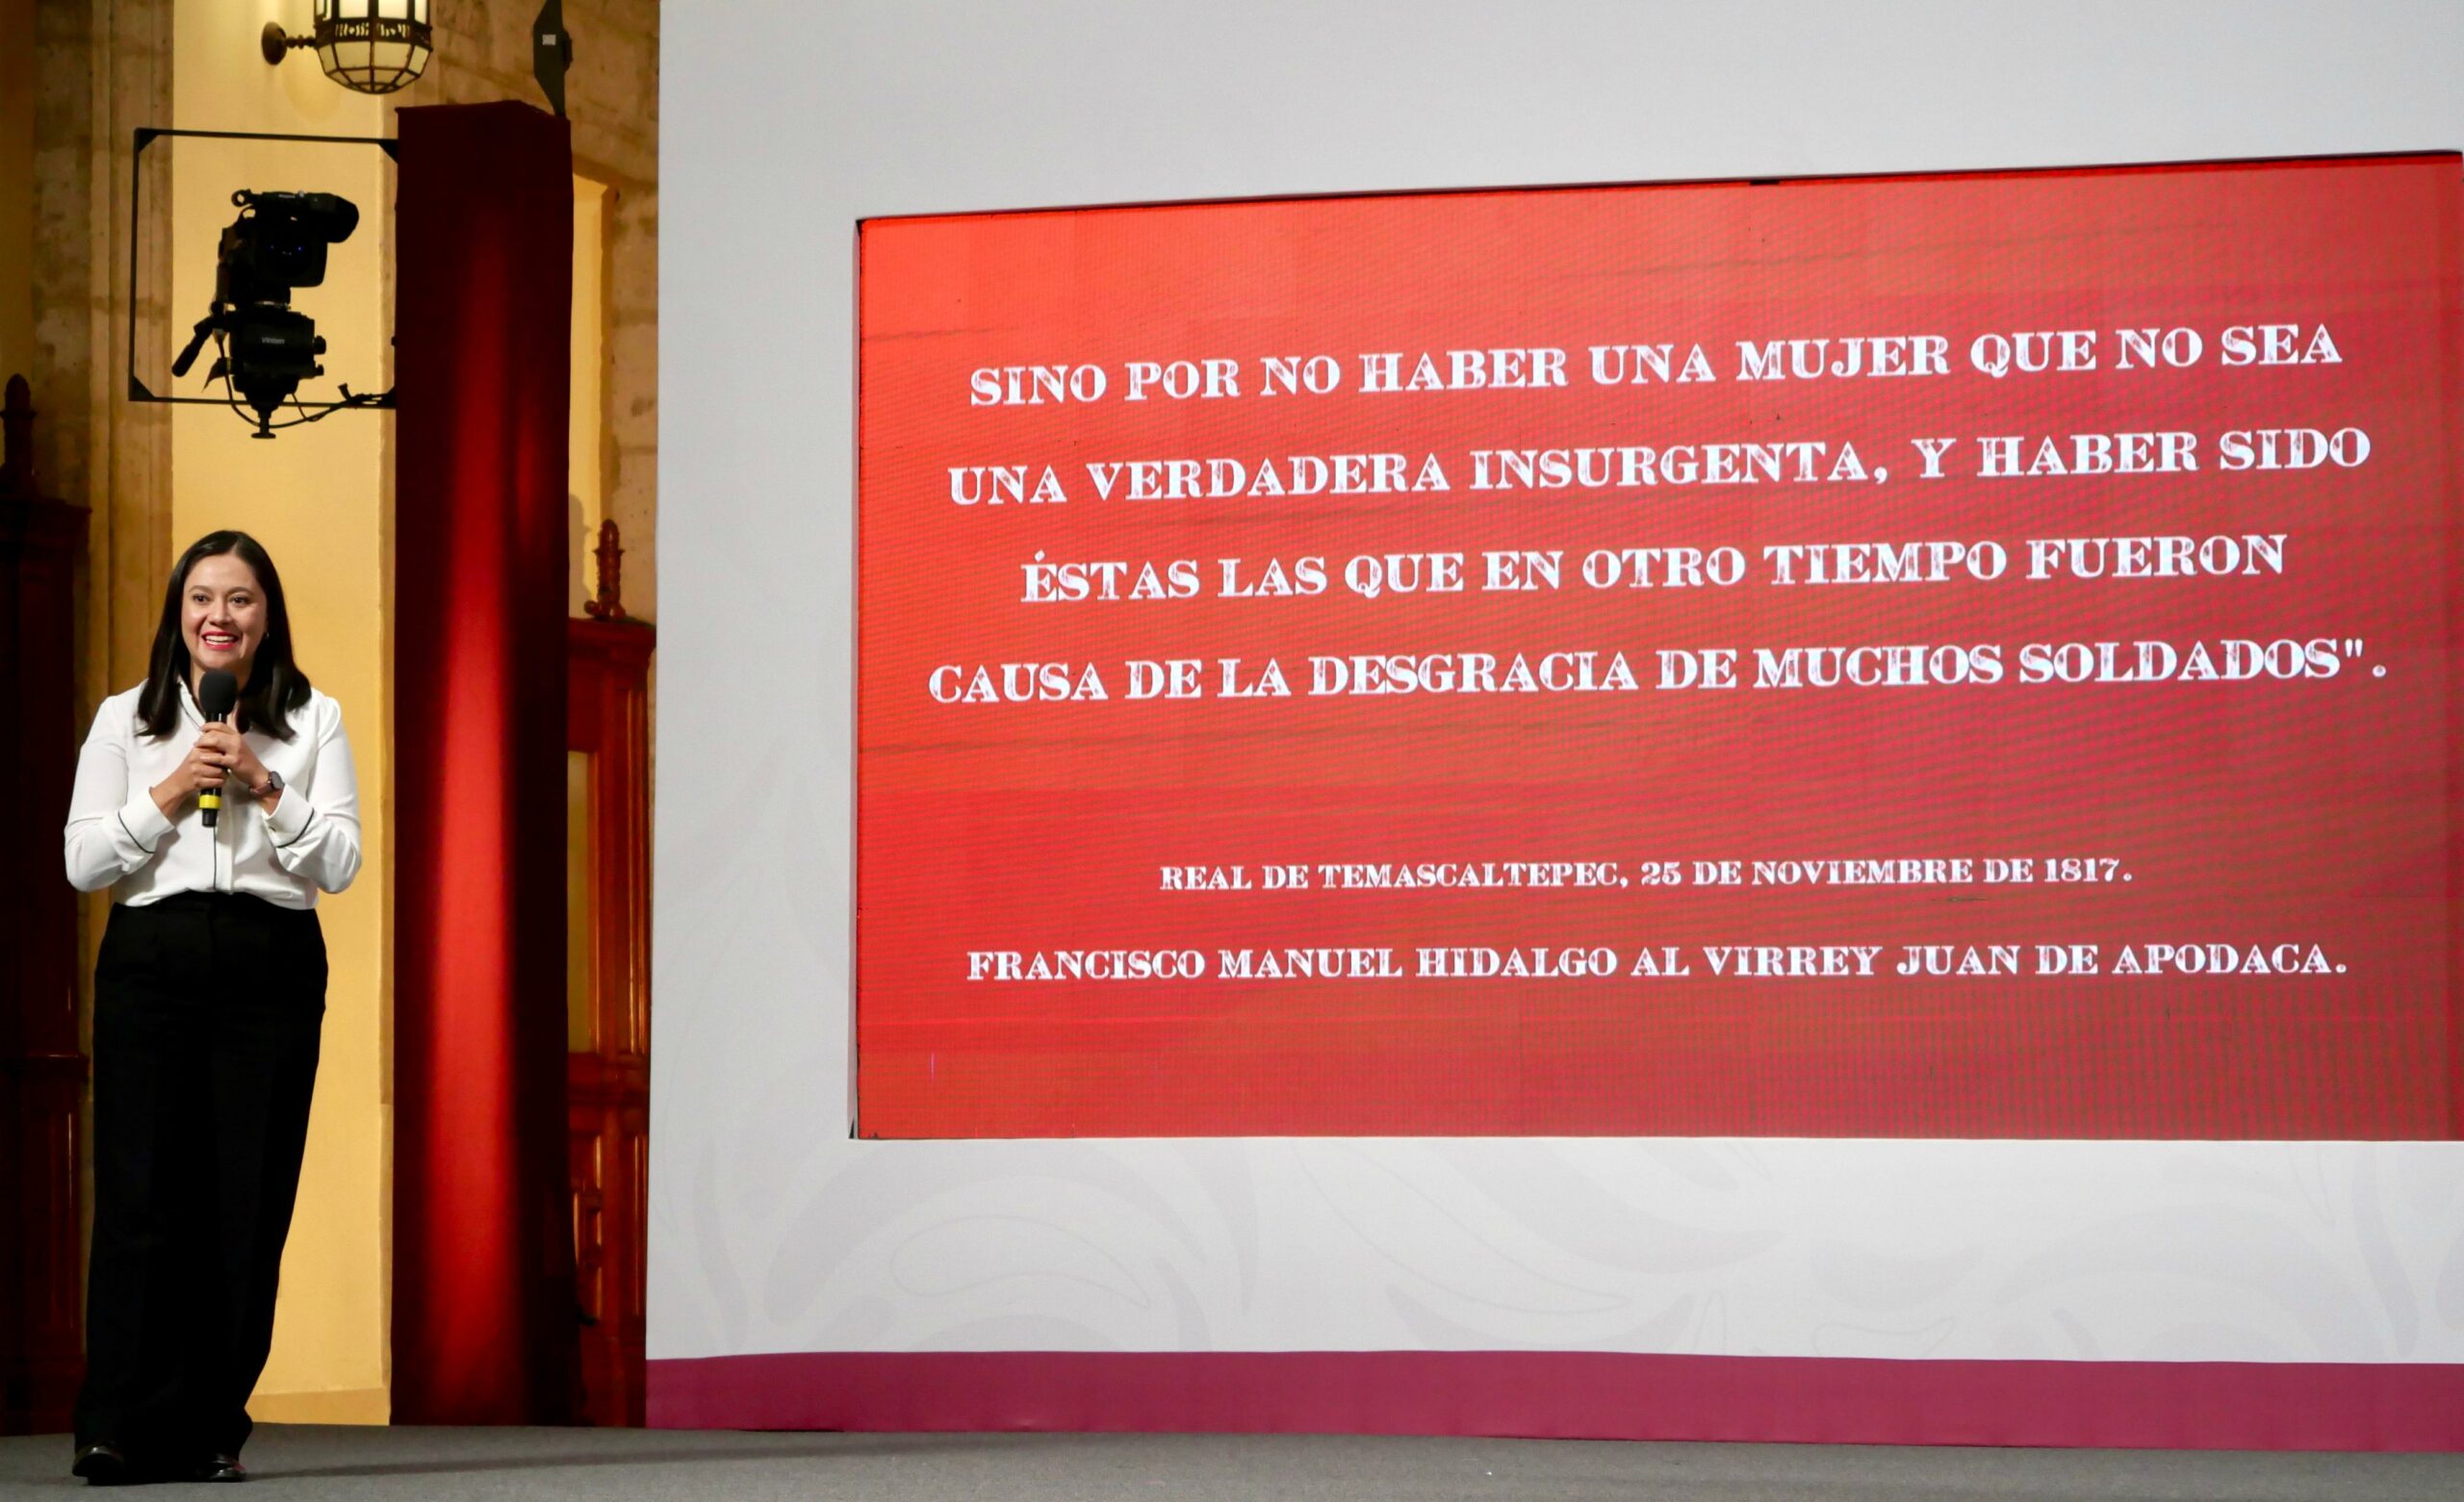 SINO POR NO HABER UNA MUJER QUE NO SEA
UNA VERDADERA INSURGENTA, Y HABER SIDO
ÉSTAS LAS QUE EN OTRO TIEMPO FUERON
CAUSA DE LA DESGRACIA DE MUCHOS SOLDADOS".
REAL DE TEMASCALTEPEC, 25 DE NOVIEMBRE DE 1817.
FRANCISCO MANUEL HIDALGO AL VIRREY JUAN DE APODACA.